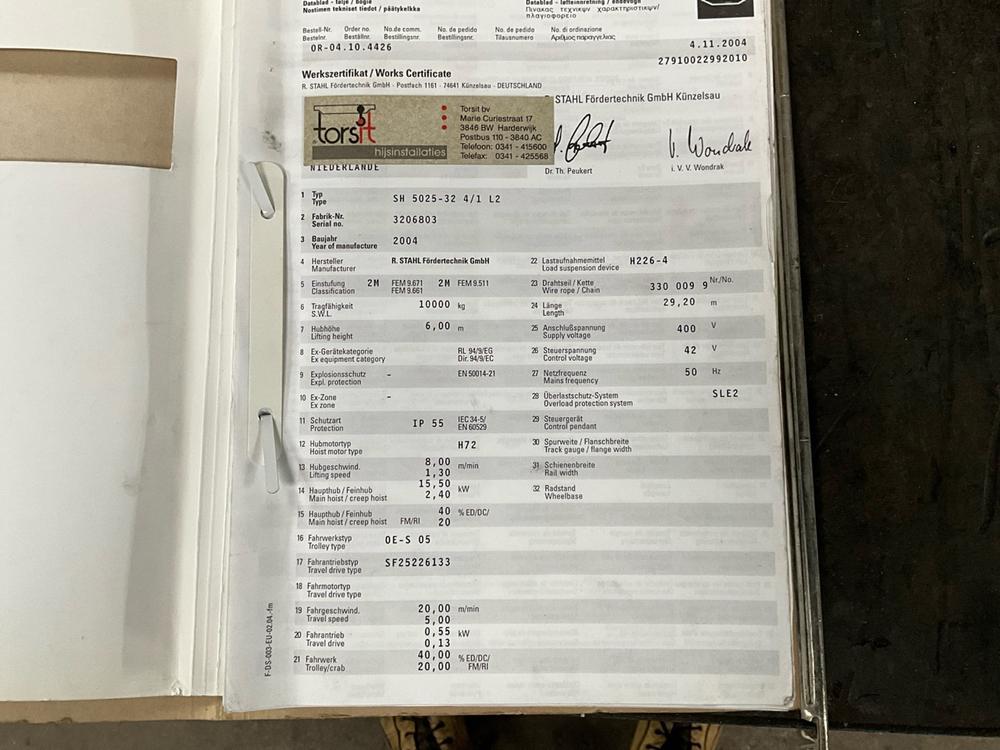 Datablad - følje / bogie
Nostimen tekniset tiedot / päätykelkka
Datablad - løfteinnretning / endevogn
Πινακας τεχνικψν χαρακτηριστικψν/
πλαγιοφορεiο
Bestell-Nr. Order no. No de comm. No. de pedido No. de pedido No. di ordinazione
Bestelnr. Beställnr. Bestillingsnr. Bestillingsnr. Tilausnumero Αριθμος παραγγελιας
OR-04.10.4426
4.11.2004
27910022992010
Werkszertifikat / Works Certificate
R. STAHL Fördertechnik GmbH · Postfach 1161 · 74641 Künzelsau - DEUTSCHLAND
STAHL Fördertechnik GmbH Künzelsau
torsit
hijsinstallaties
Torsit bv
Marie Curiestraat 17
3846 BW Harderwijk
Postbus 110 - 3840 AC
Telefoon: 0341 - 415600
Telefax: 0341 - 425568
NIEDERLANDE
V. Wondrak
Dr. Th. Peukert
i. V. V. Wondrak
1 Typ
Type SH 5025-32 4/1 L2
2 Fabrik-Nr.
Serial no. 3206803
3 Baujahr
Year of manufacture 2004
4 Hersteller
Manufacturer R. STAHL Fördertechnik GmbH
5 Einstufung
Classification 2M FEM 9.671
FEM 9.661 2M FEM 9.511
6 Tragfähigkeit
S.W.L. 10000 kg
7 Hubhöhe
Lifting height 6,00 m
8 Ex-Gerätekategorie
Ex equipment category RL 94/9/EG
Dir. 94/9/EC
9 Explosionsschutz
Expl. protection – EN 50014-21
10 Ex-Zone
Ex zone –
11 Schutzart
Protection IP 55 IEC 34-5/
EN 60529
12 Hubmotortyp
Hoist motor type H72
13 Hubgeschwind.
Lifting speed 8,00
1,30 m/min
14 Haupthub / Feinhub
Main hoist / creep hoist 15,50
2,40 kW
15 Haupthub / Feinhub
Main hoist / creep hoist FM/RI 40
20 % ED/DC/
16 Fahrwerkstyp
Trolley type OE-S 05
17 Fahrantriebstyp
Travel drive type SF25226133
18 Fahrmotortyp
Travel drive type
19 Fahrgeschwind.
Travel speed 20,00
5,00 m/min
20 Fahrantrieb
Travel drive 0,55
0,13 kW
21 Fahrwerk
Trolley/crab 40,00
20,00 % ED/DC/
FM/RI
22 Lastaufnahmemittel
Load suspension device H226-4
23 Drahtseil / Kette
Wire rope / Chain 330 009 9 Nr./No.
24 Länge
Length 29,20 m
25 Anschlußspannung
Supply voltage 400 V
26 Steuerspannung
Control voltage 42 V
27 Netzfrequenz
Mains frequency 50 Hz
28 Überlastschutz-System
Overload protection system SLE2
29 Steuergerät
Control pendant
30 Spurweite / Flanschbreite
Track gauge / flange width
31 Schienenbreite
Rail width
32 Radstand
Wheelbase
F-DS-003-EU-02.04.-fm